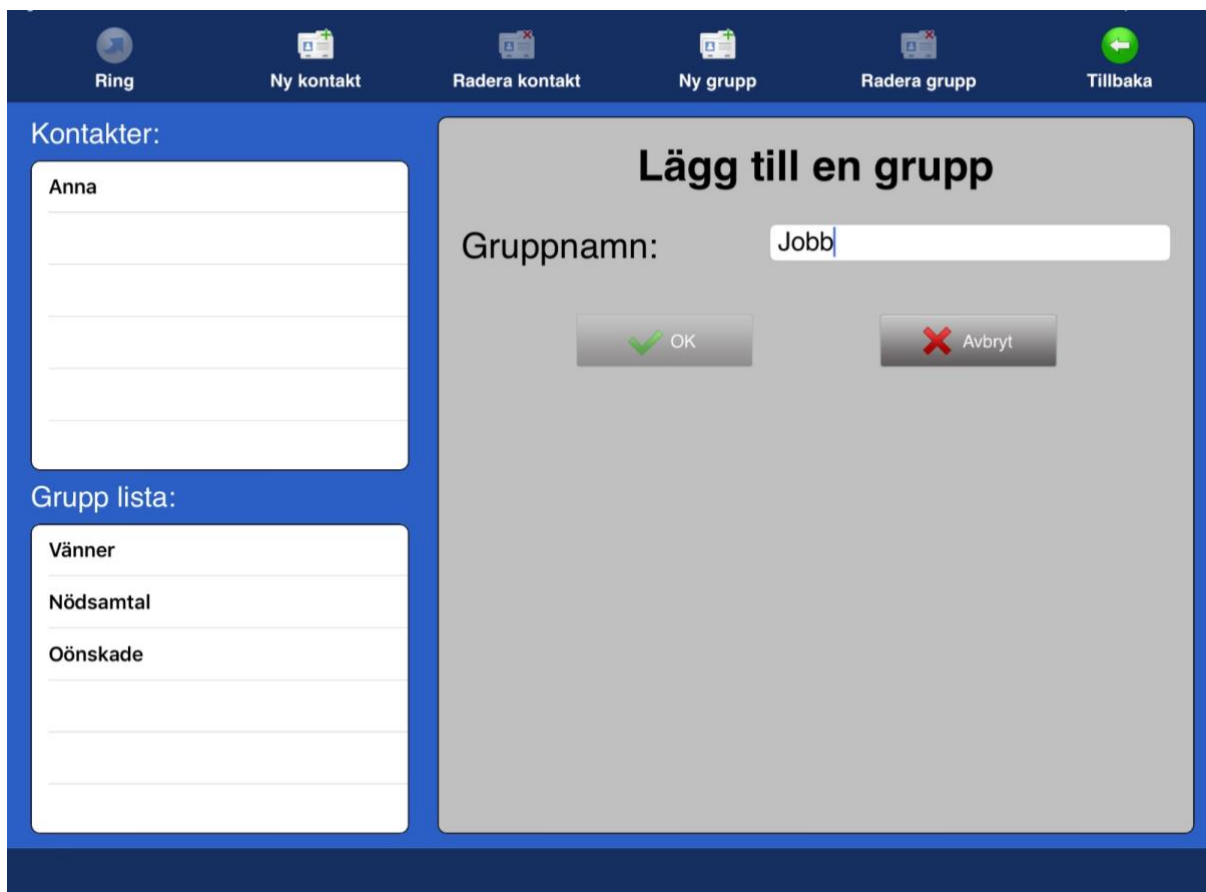 Ring
Ny kontakt
Radera kontakt
Ny grupp
Radera grupp
Tillbaka
Kontakter:
Anna
Grupp lista:
Vänner
Nödsamtal
Oönskade
Lägg till en grupp
Gruppnamn:
Jobb
OK
Avbryt